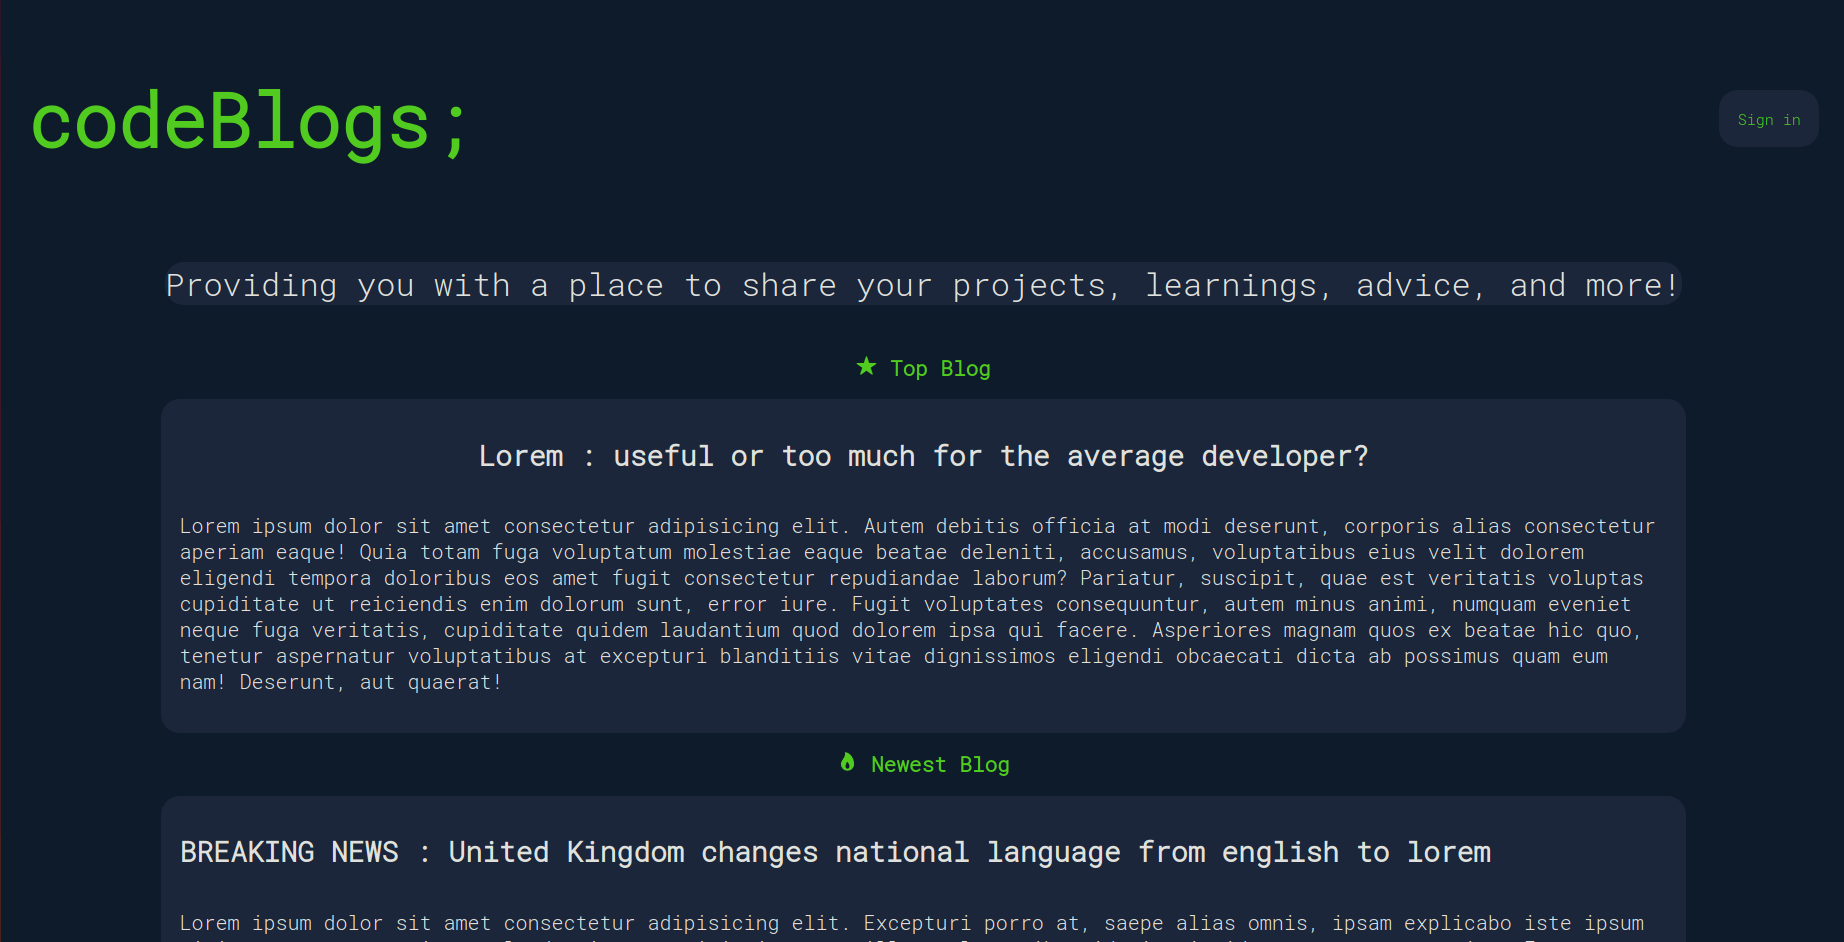 codeBlogs;
Sign in
Providing you with a place to share your projects, learnings, advice, and more!
Top Blog
Lorem : useful or too much for the average developer?
Lorem ipsum dolor sit amet consectetur adipisicing elit. Autem debitis officia at modi deserunt, corporis alias consectetur
aperiam eaque! Quia totam fuga voluptatum molestiae eaque beatae deleniti, accusamus, voluptatibus eius velit dolorem
eligendi tempora doloribus eos amet fugit consectetur repudiandae laborum? Pariatur, suscipit, quae est veritatis voluptas
cupiditate ut reiciendis enim dolorum sunt, error iure. Fugit voluptates consequuntur, autem minus animi, numquam eveniet
neque fuga veritatis, cupiditate quidem laudantium quod dolorem ipsa qui facere. Asperiores magnam quos ex beatae hic quo,
tenetur aspernatur voluptatibus at excepturi blanditiis vitae dignissimos eligendi obcaecati dicta ab possimus quam eum
nam! Deserunt, aut quaerat!
Newest Blog
BREAKING NEWS : United Kingdom changes national language from english to lorem
Lorem ipsum dolor sit amet consectetur adipisicing elit. Excepturi porro at, saepe alias omnis, ipsam explicabo iste ipsum